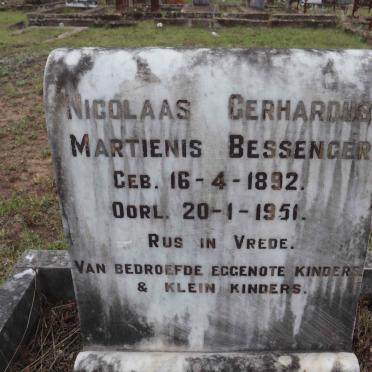 NICOLAAS GERHARDUS
MARTIENIS BESSENGER
GEB. 16-4-1892.
OORL. 20-1-1951.
RUS IN VREDE.
VAN BEDROEFDE EGGENOTE KINDERS
& KLEIN KINDERS.